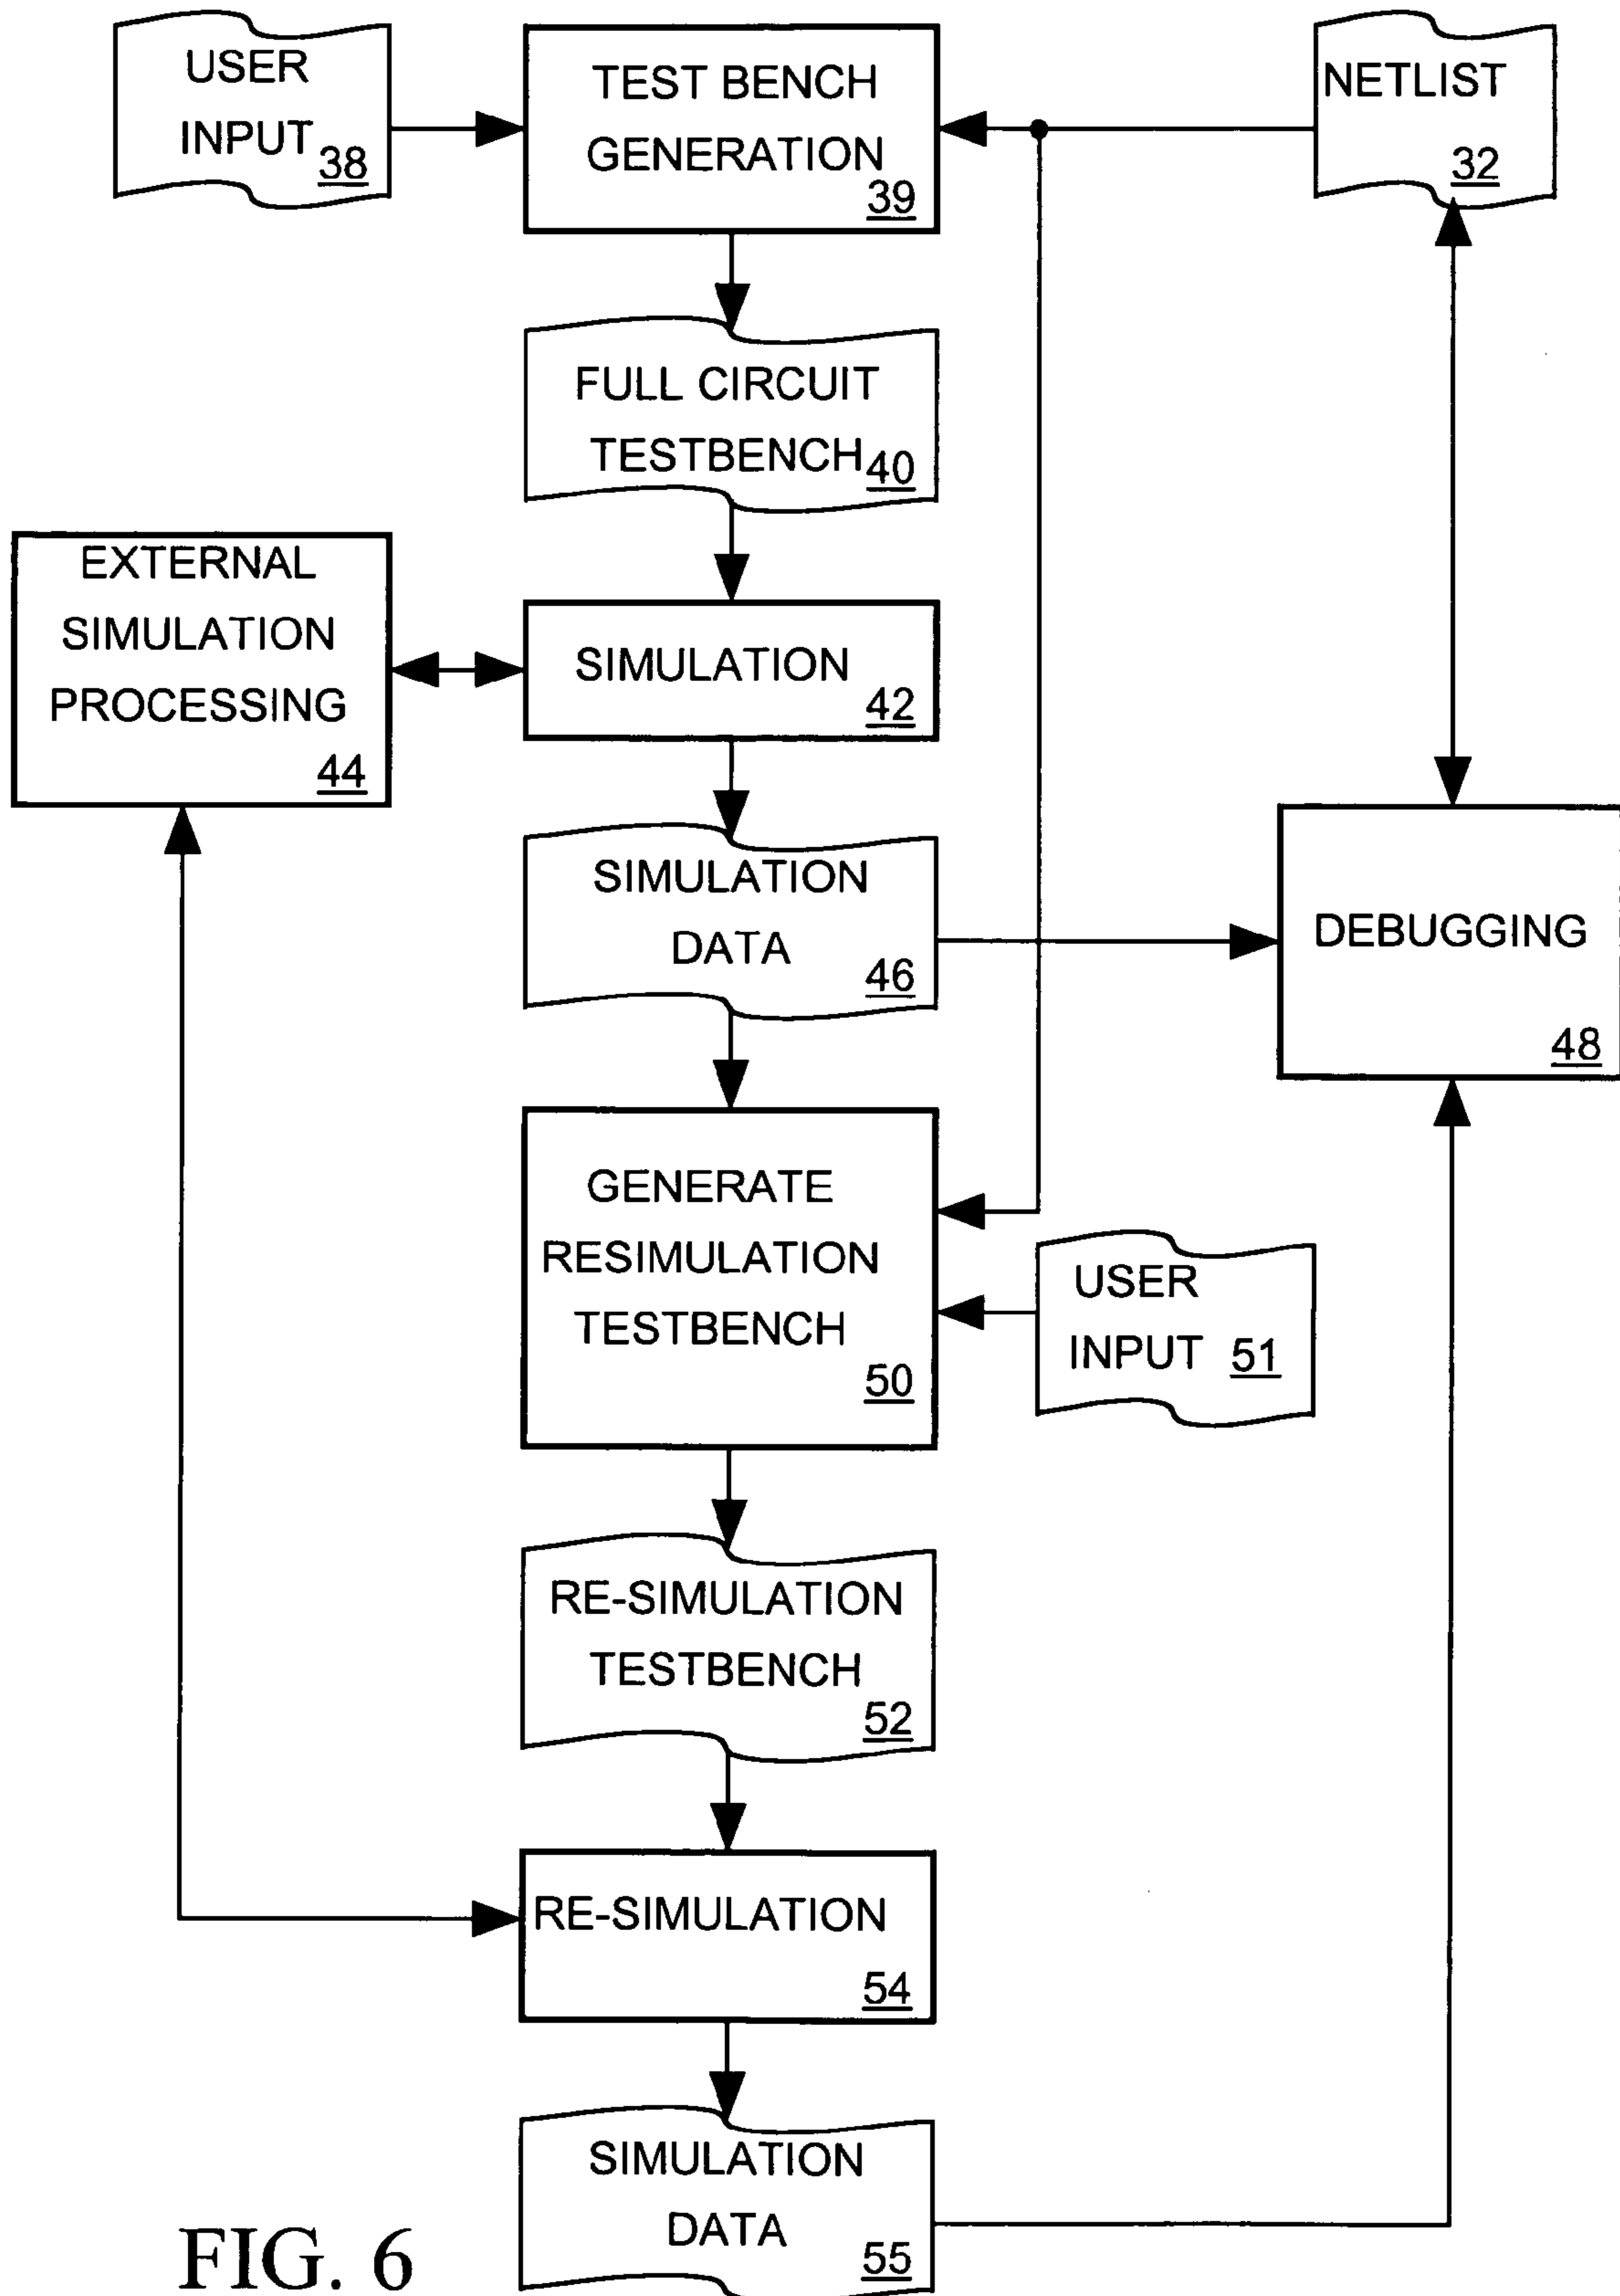 USER
INPUT 38
TEST BENCH
GENERATION
39
NETLIST
32
FULL CIRCUIT
TESTBENCH
40
EXTERNAL
SIMULATION
PROCESSING
44
SIMULATION
42
SIMULATION
DATA
46
DEBUGGING
48
GENERATE
RESIMULATION
TESTBENCH
50
USER
INPUT 51
RE-SIMULATION
TESTBENCH
52
RE-SIMULATION
54
SIMULATION
DATA
55
FIG. 6